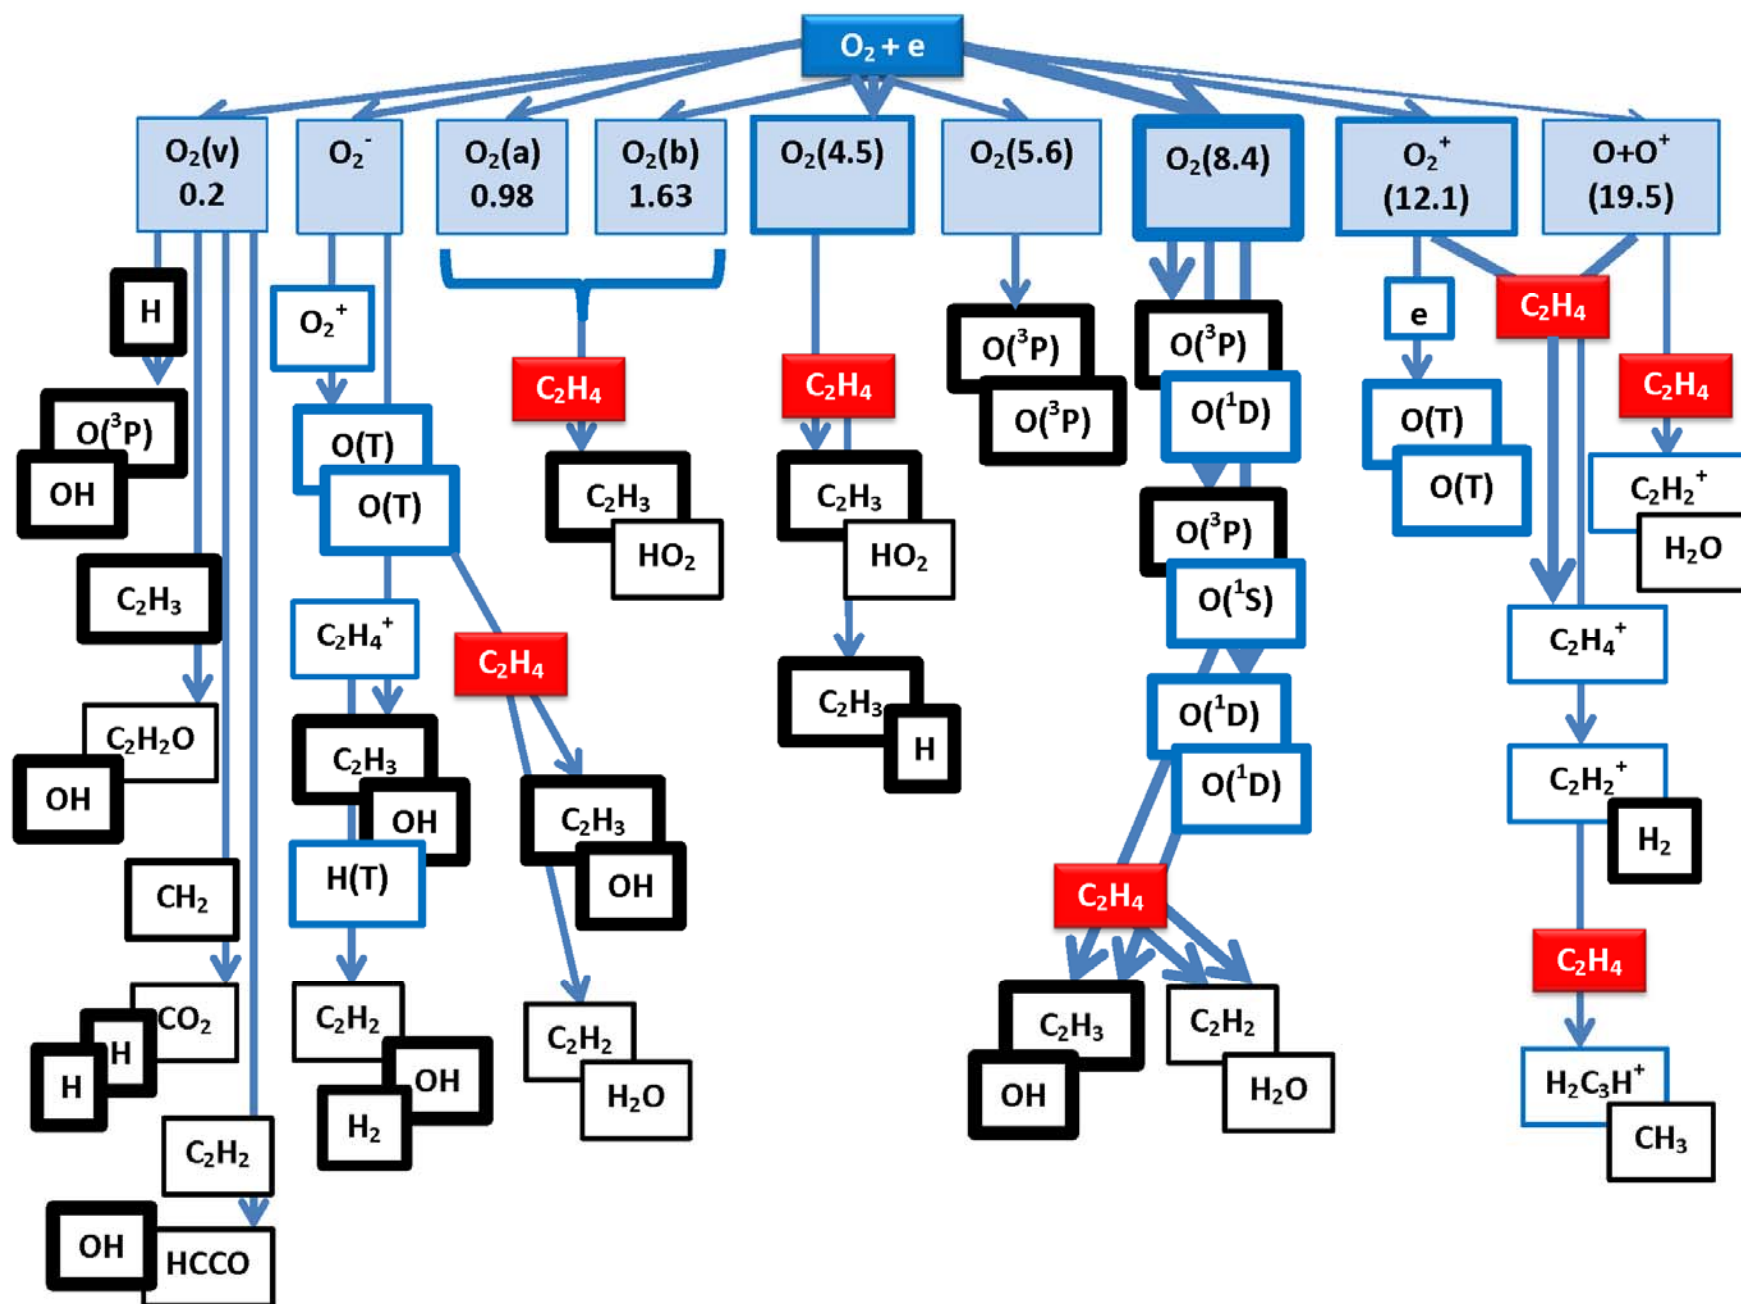 O₂ + e
O₂(v)
0.2
O₂⁻
O₂(a)
0.98
O₂(b)
1.63
O₂(4.5)
O₂(5.6)
O₂(8.4)
O₂⁺
(12.1)
O+O⁺
(19.5)
H
O(³P)
OH
C₂H₃
C₂H₂O
OH
CH₂
CO₂
H
H
C₂H₂
OH
HCCO
O₂⁺
O(T)
O(T)
C₂H₄⁺
C₂H₃
OH
H(T)
C₂H₂
OH
H₂
C₂H₄
C₂H₃
OH
C₂H₂
H₂O
C₂H₄
C₂H₃
HO₂
C₂H₄
C₂H₃
HO₂
C₂H₃
H
O(³P)
O(³P)
O(³P)
O(¹D)
O(³P)
O(¹S)
O(¹D)
O(¹D)
C₂H₄
C₂H₃
OH
C₂H₂
H₂O
e
O(T)
O(T)
C₂H₄
C₂H₄
C₂H₂⁺
H₂O
C₂H₄⁺
C₂H₂⁺
H₂
C₂H₄
H₂C₃H⁺
CH₃